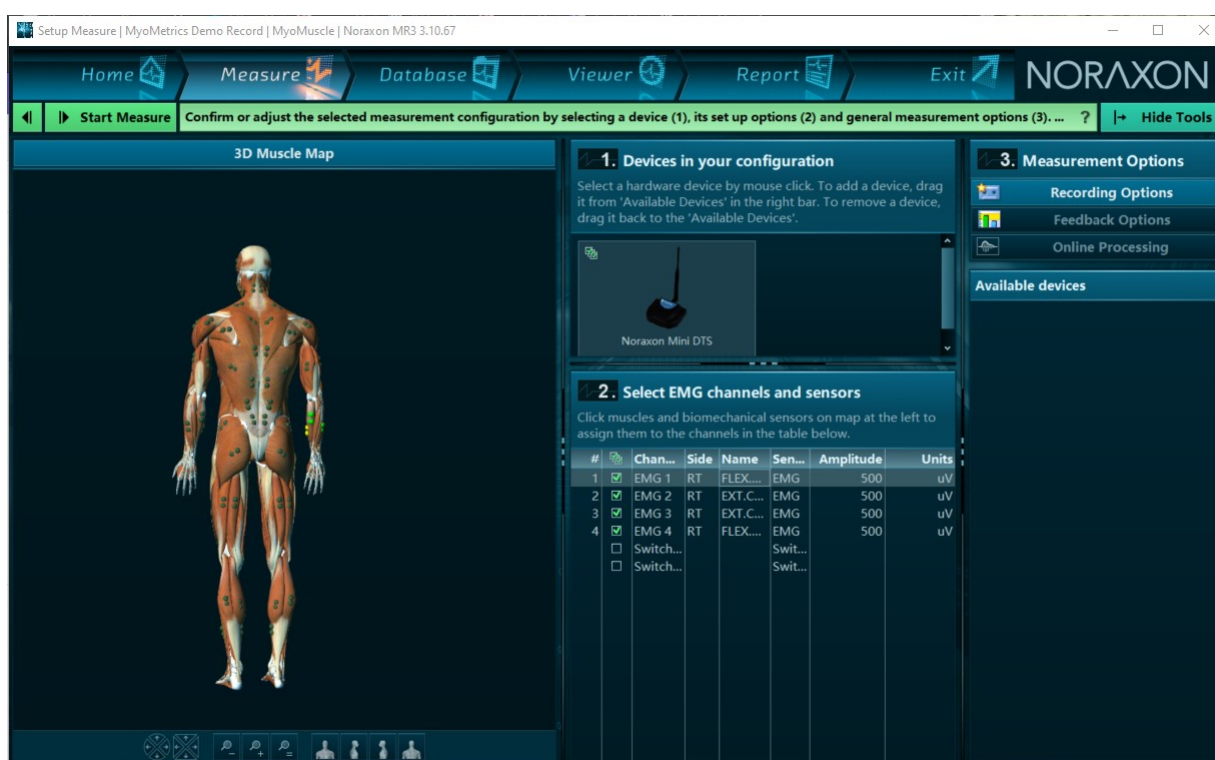 Setup Measure | MyoMetrics Demo Record | MyoMuscle | Noraxon MR3 3.10.67
Home Measure Database Viewer Report Exit NORAXON
Start Measure Confirm or adjust the selected measurement configuration by selecting a device (1), its set up options (2) and general measurement options (3). ... ? Hide Tools
3D Muscle Map
1. Devices in your configuration
Select a hardware device by mouse click. To add a device, drag
it from 'Available Devices' in the right bar. To remove a device,
drag it back to the 'Available Devices'.
Noraxon Mini DTS
2. Select EMG channels and sensors
Click muscles and biomechanical sensors on map at the left to
assign them to the channels in the table below.
# Chan... Side Name Sen... Amplitude Units
1 EMG 1 RT FLEX.... EMG 500 uV
2 EMG 2 RT EXT.C... EMG 500 uV
3 EMG 3 RT EXT.C... EMG 500 uV
4 EMG 4 RT FLEX.... EMG 500 uV
Switch... Swit...
Switch... Swit...
3. Measurement Options
Recording Options
Feedback Options
Online Processing
Available devices